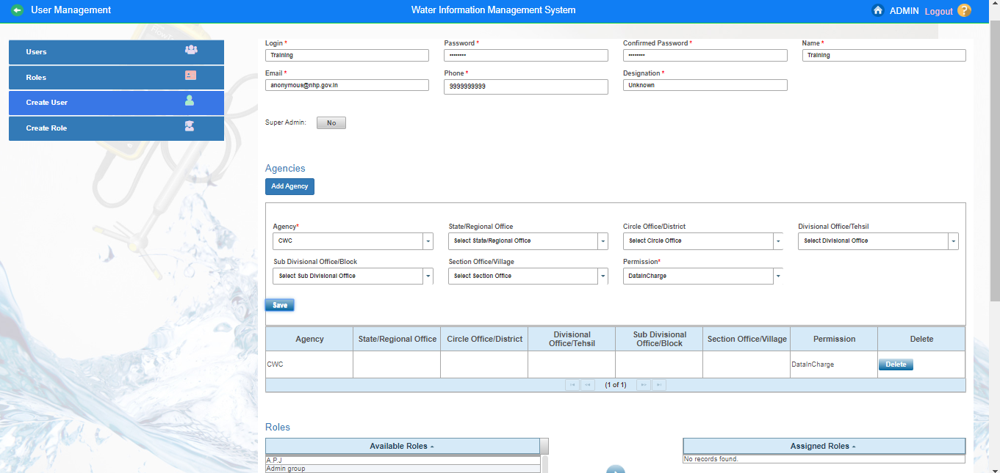 User Management
Water Information Management System
ADMIN Logout ?
Users
Roles
Create User
Create Role
Login * Password * Confirmed Password * Name *
Training •••••••• •••••••• Training
Email * Phone * Designation *
anonymous@nhp.gov.in 9999999999 Unknown
Super Admin: No
Agencies
Add Agency
Agency* State/Regional Office Circle Office/District Divisional Office/Tehsil
CWC Select State/Regional Office Select Circle Office Select Divisional Office
Sub Divisional Office/Block Section Office/Village Permission*
Select Sub Divisional Office Select Section Office DataInCharge
Save
Agency State/Regional Office Circle Office/District Divisional Office/Tehsil Sub Divisional Office/Block Section Office/Village Permission Delete
CWC DataInCharge Delete
(1 of 1)
Roles
Available Roles Assigned Roles
A.P.J No records found.
Admin group